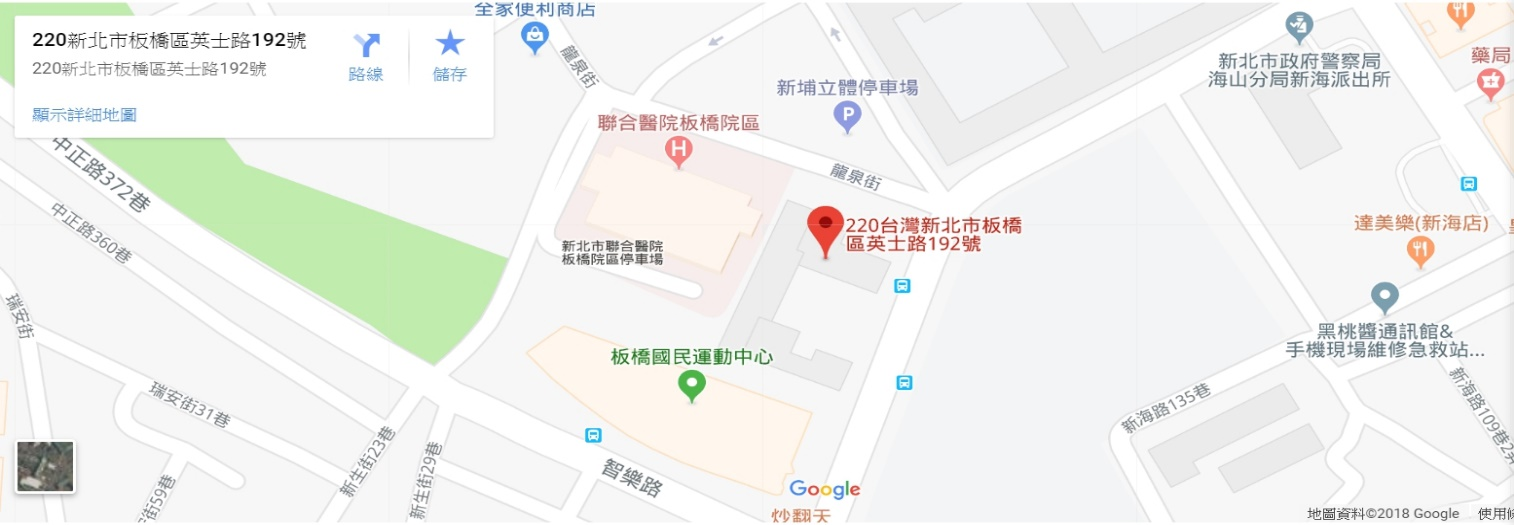 全家便利商店
220新北市板橋區英士路192號
220新北市板橋區英士路192號
路線
儲存
顯示詳細地圖
龍泉街
新埔立體停車場
P
新北市政府警察局
海山分局新海派出所
藥局
聯合醫院板橋院區
H
中正路372巷
龍泉街
中正路360巷
220台灣新北市板橋
區英士路192號
達美樂(新海店)
新北市聯合醫院
板橋院區停車場
瑞安街
黑桃醬通訊館&
手機現場維修急救站...
板橋國民運動中心
瑞安街31巷
新海路135巷
新海路109巷2
新生街23巷
新生街29巷
智樂路
街59巷
Google
炒翻天
地圖資料©2018 Google
使用